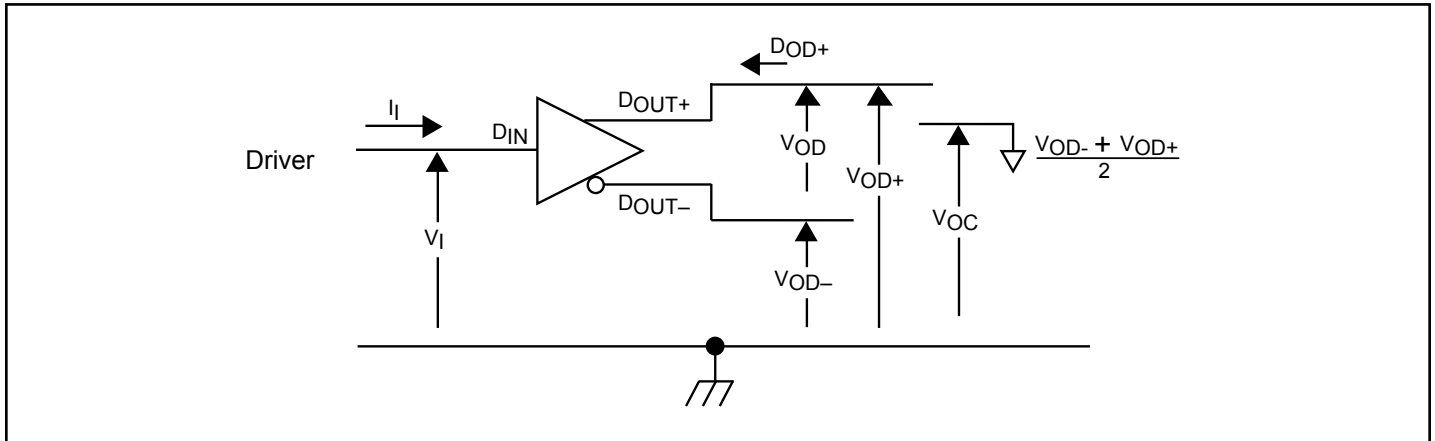 DOD+
II
DOUT+
DIN
Driver
VOD
VOD- + VOD+
2
VOD+
DOUT–
VOC
VI
VOD–